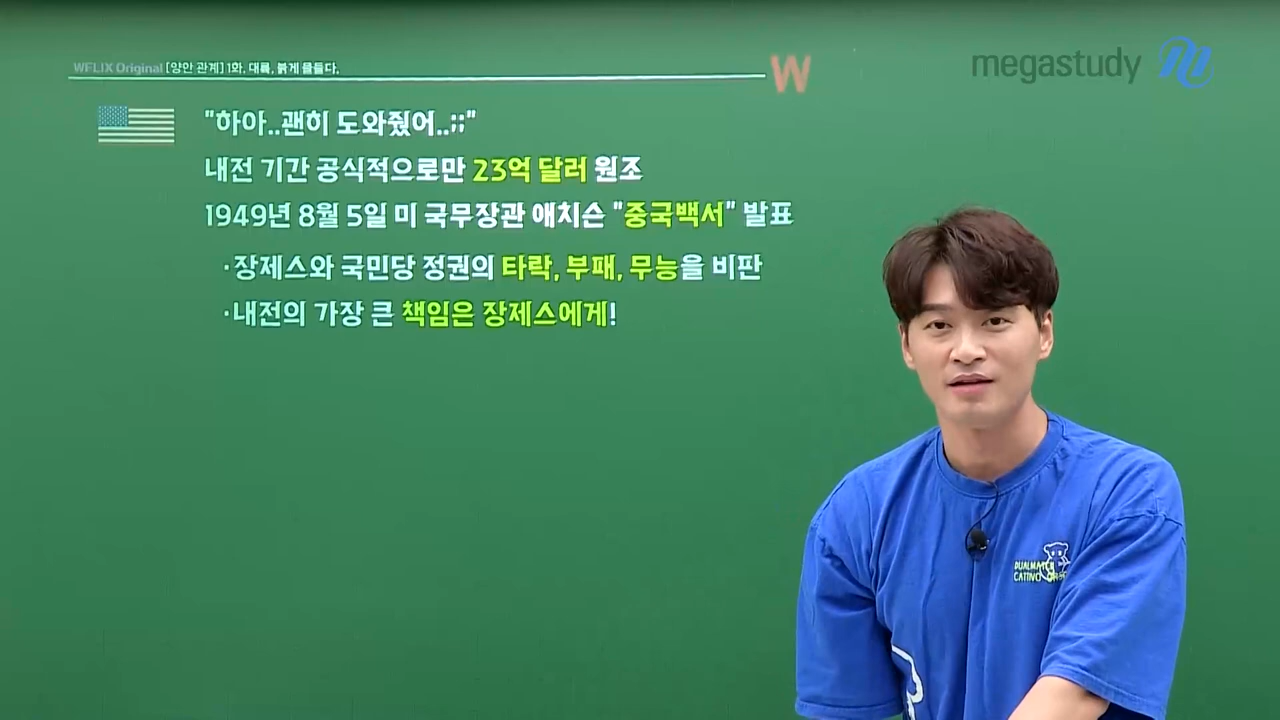 WFLIX Original [양안 관계] 1화. 대륙, 붉게 물들다.
W
megastudy
"하아..괜히 도와줬어..;;"
내전 기간 공식적으로만 23억 달러 원조
1949년 8월 5일 미 국무장관 애치슨 "중국백서" 발표
·장제스와 국민당 정권의 타락, 부패, 무능을 비판
·내전의 가장 큰 책임은 장제스에게!